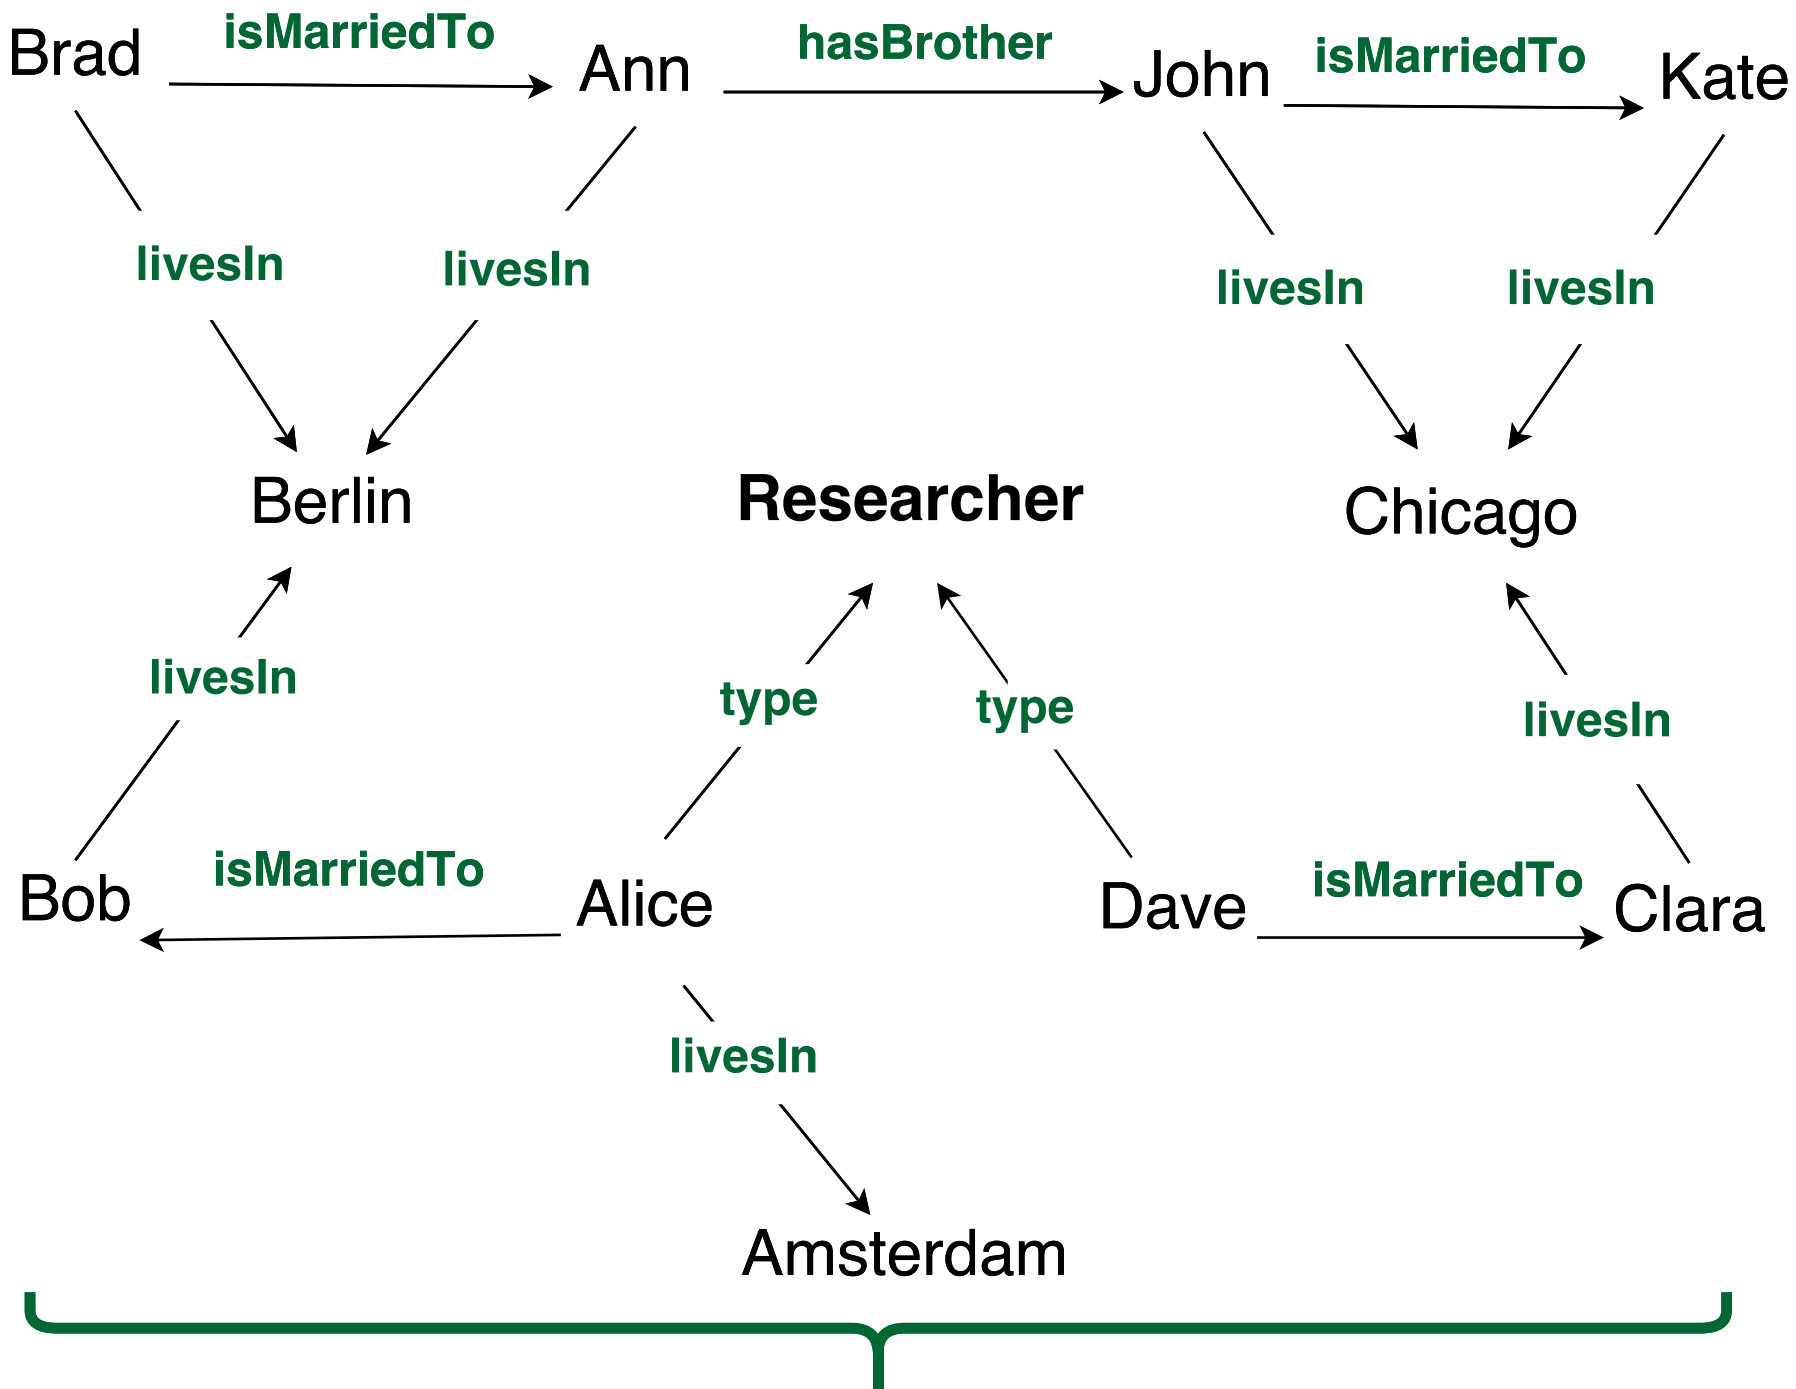 Brad isMarriedTo Ann hasBrother John isMarriedTo Kate
livesIn livesIn livesIn livesIn
Berlin Researcher Chicago
livesIn type type livesIn
Bob isMarriedTo Alice Dave isMarriedTo Clara
livesIn
Amsterdam